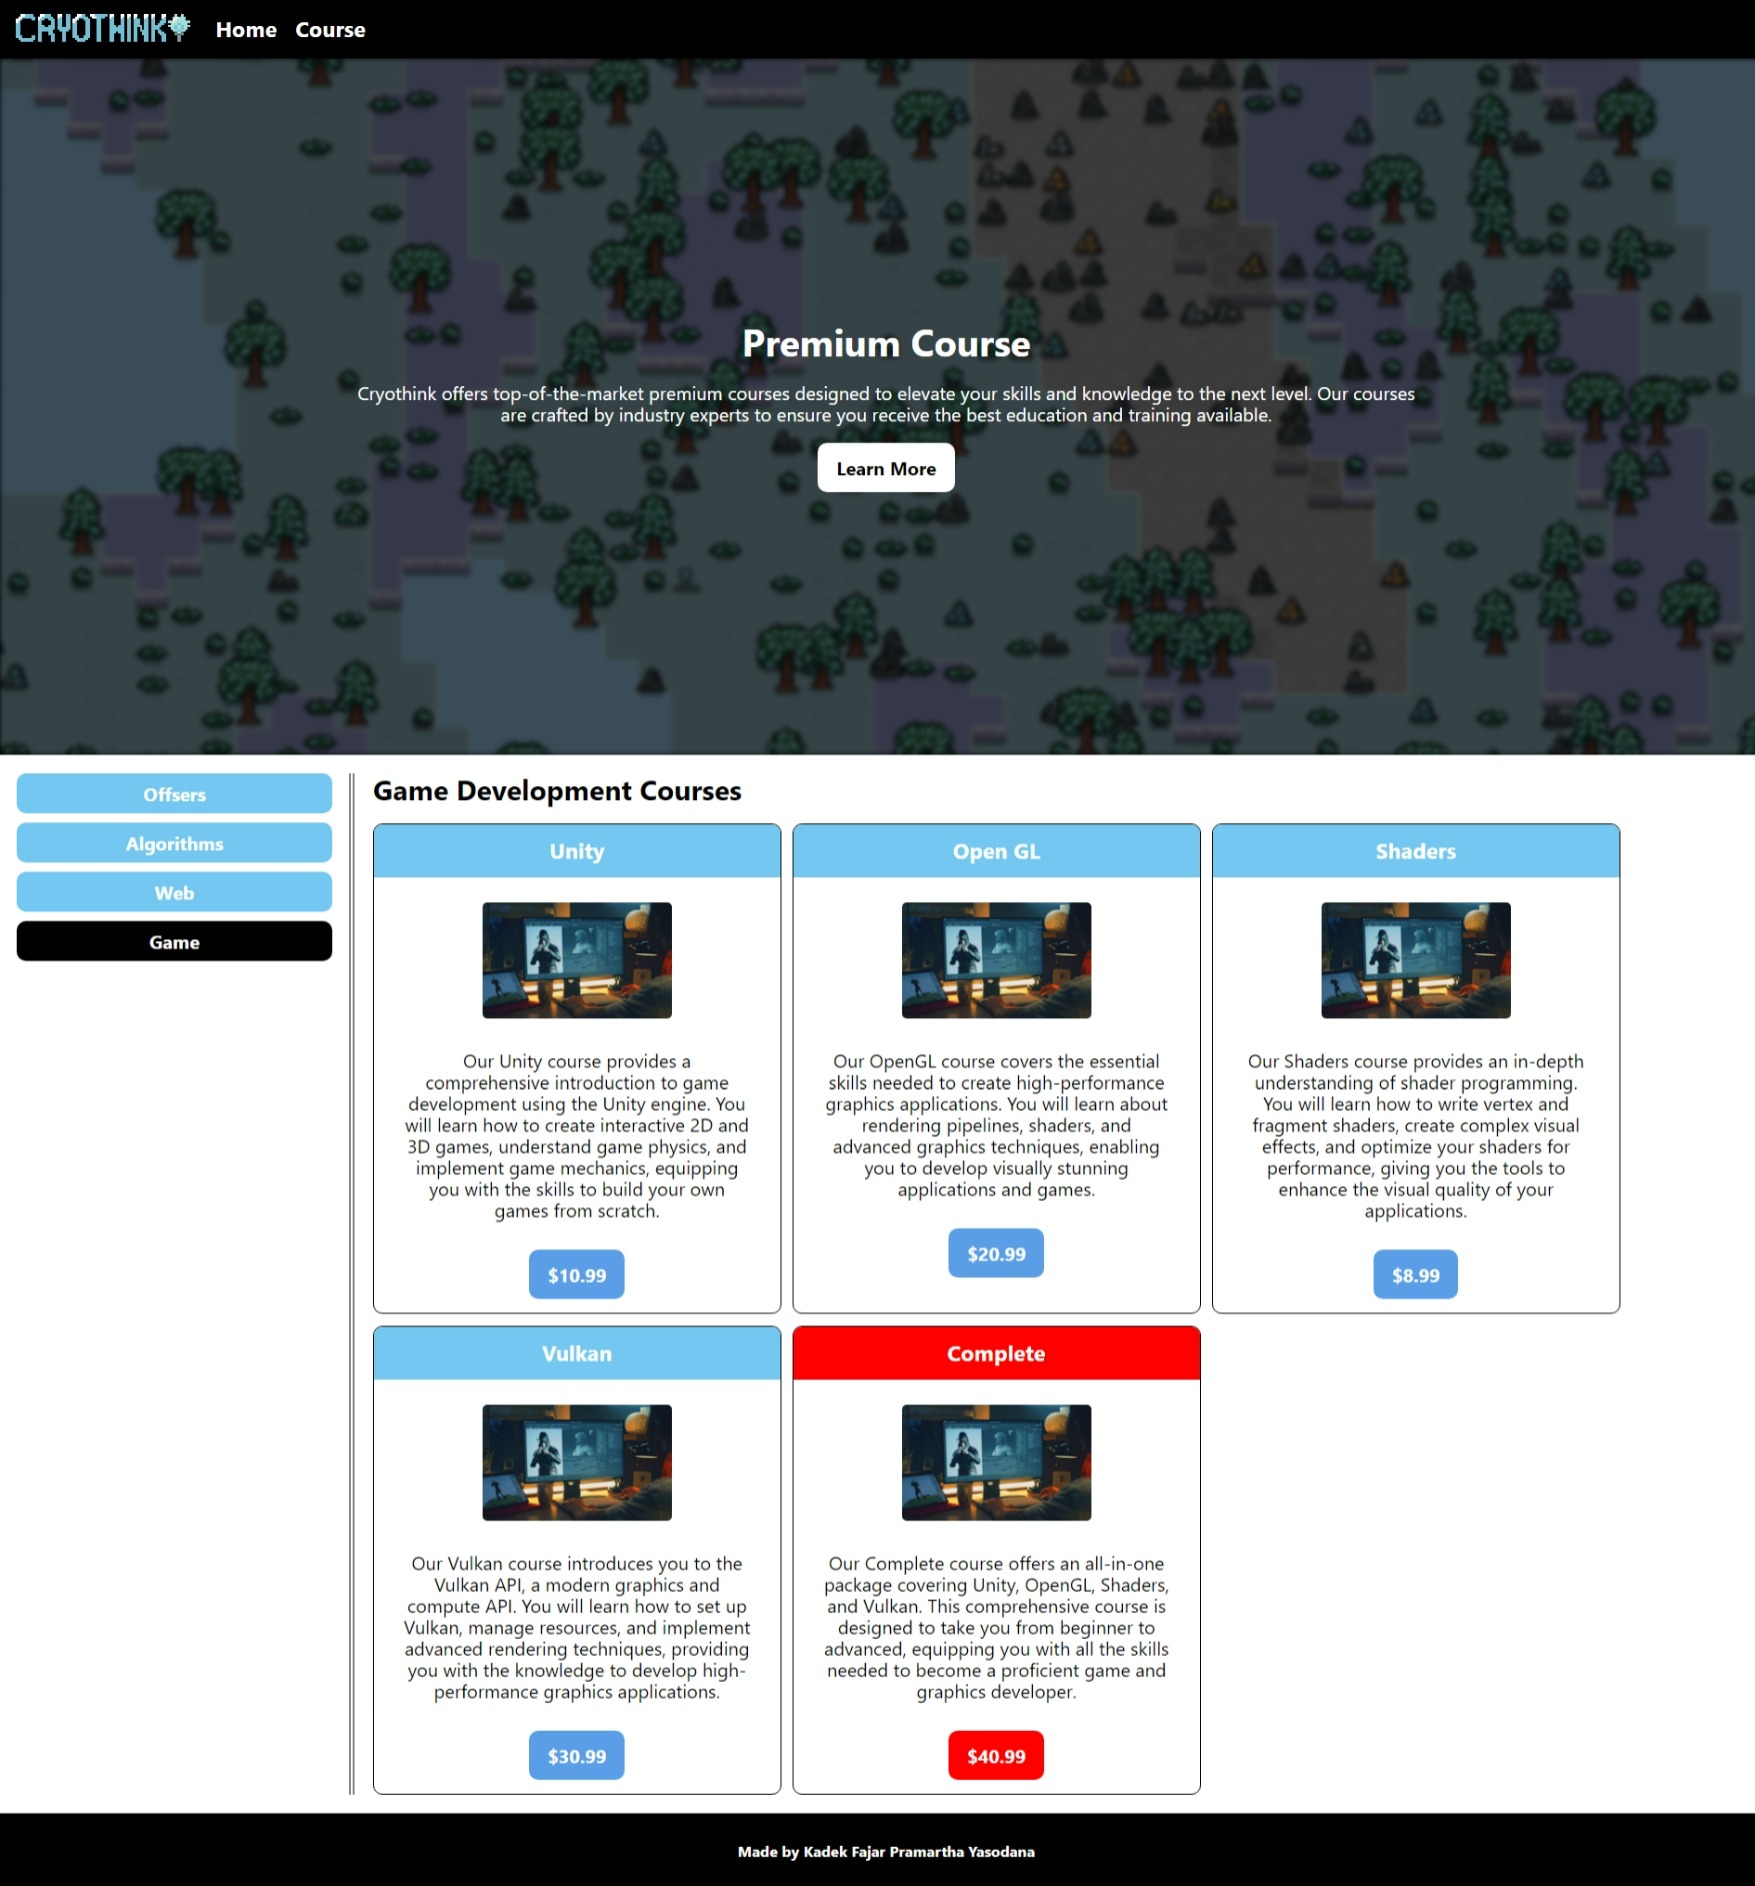 CRYOTHINK
Home
Course
Premium Course
Cryothink offers top-of-the-market premium courses designed to elevate your skills and knowledge to the next level. Our courses
are crafted by industry experts to ensure you receive the best education and training available.
Learn More
Offsers
Algorithms
Web
Game
Game Development Courses
Unity
Our Unity course provides a
comprehensive introduction to game
development using the Unity engine. You
will learn how to create interactive 2D and
3D games, understand game physics, and
implement game mechanics, equipping
you with the skills to build your own
games from scratch.
$10.99
Open GL
Our OpenGL course covers the essential
skills needed to create high-performance
graphics applications. You will learn about
rendering pipelines, shaders, and
advanced graphics techniques, enabling
you to develop visually stunning
applications and games.
$20.99
Shaders
Our Shaders course provides an in-depth
understanding of shader programming.
You will learn how to write vertex and
fragment shaders, create complex visual
effects, and optimize your shaders for
performance, giving you the tools to
enhance the visual quality of your
applications.
$8.99
Vulkan
Our Vulkan course introduces you to the
Vulkan API, a modern graphics and
compute API. You will learn how to set up
Vulkan, manage resources, and implement
advanced rendering techniques, providing
you with the knowledge to develop high-
performance graphics applications.
$30.99
Complete
Our Complete course offers an all-in-one
package covering Unity, OpenGL, Shaders,
and Vulkan. This comprehensive course is
designed to take you from beginner to
advanced, equipping you with all the skills
needed to become a proficient game and
graphics developer.
$40.99
Made by Kadek Fajar Pramartha Yasodana